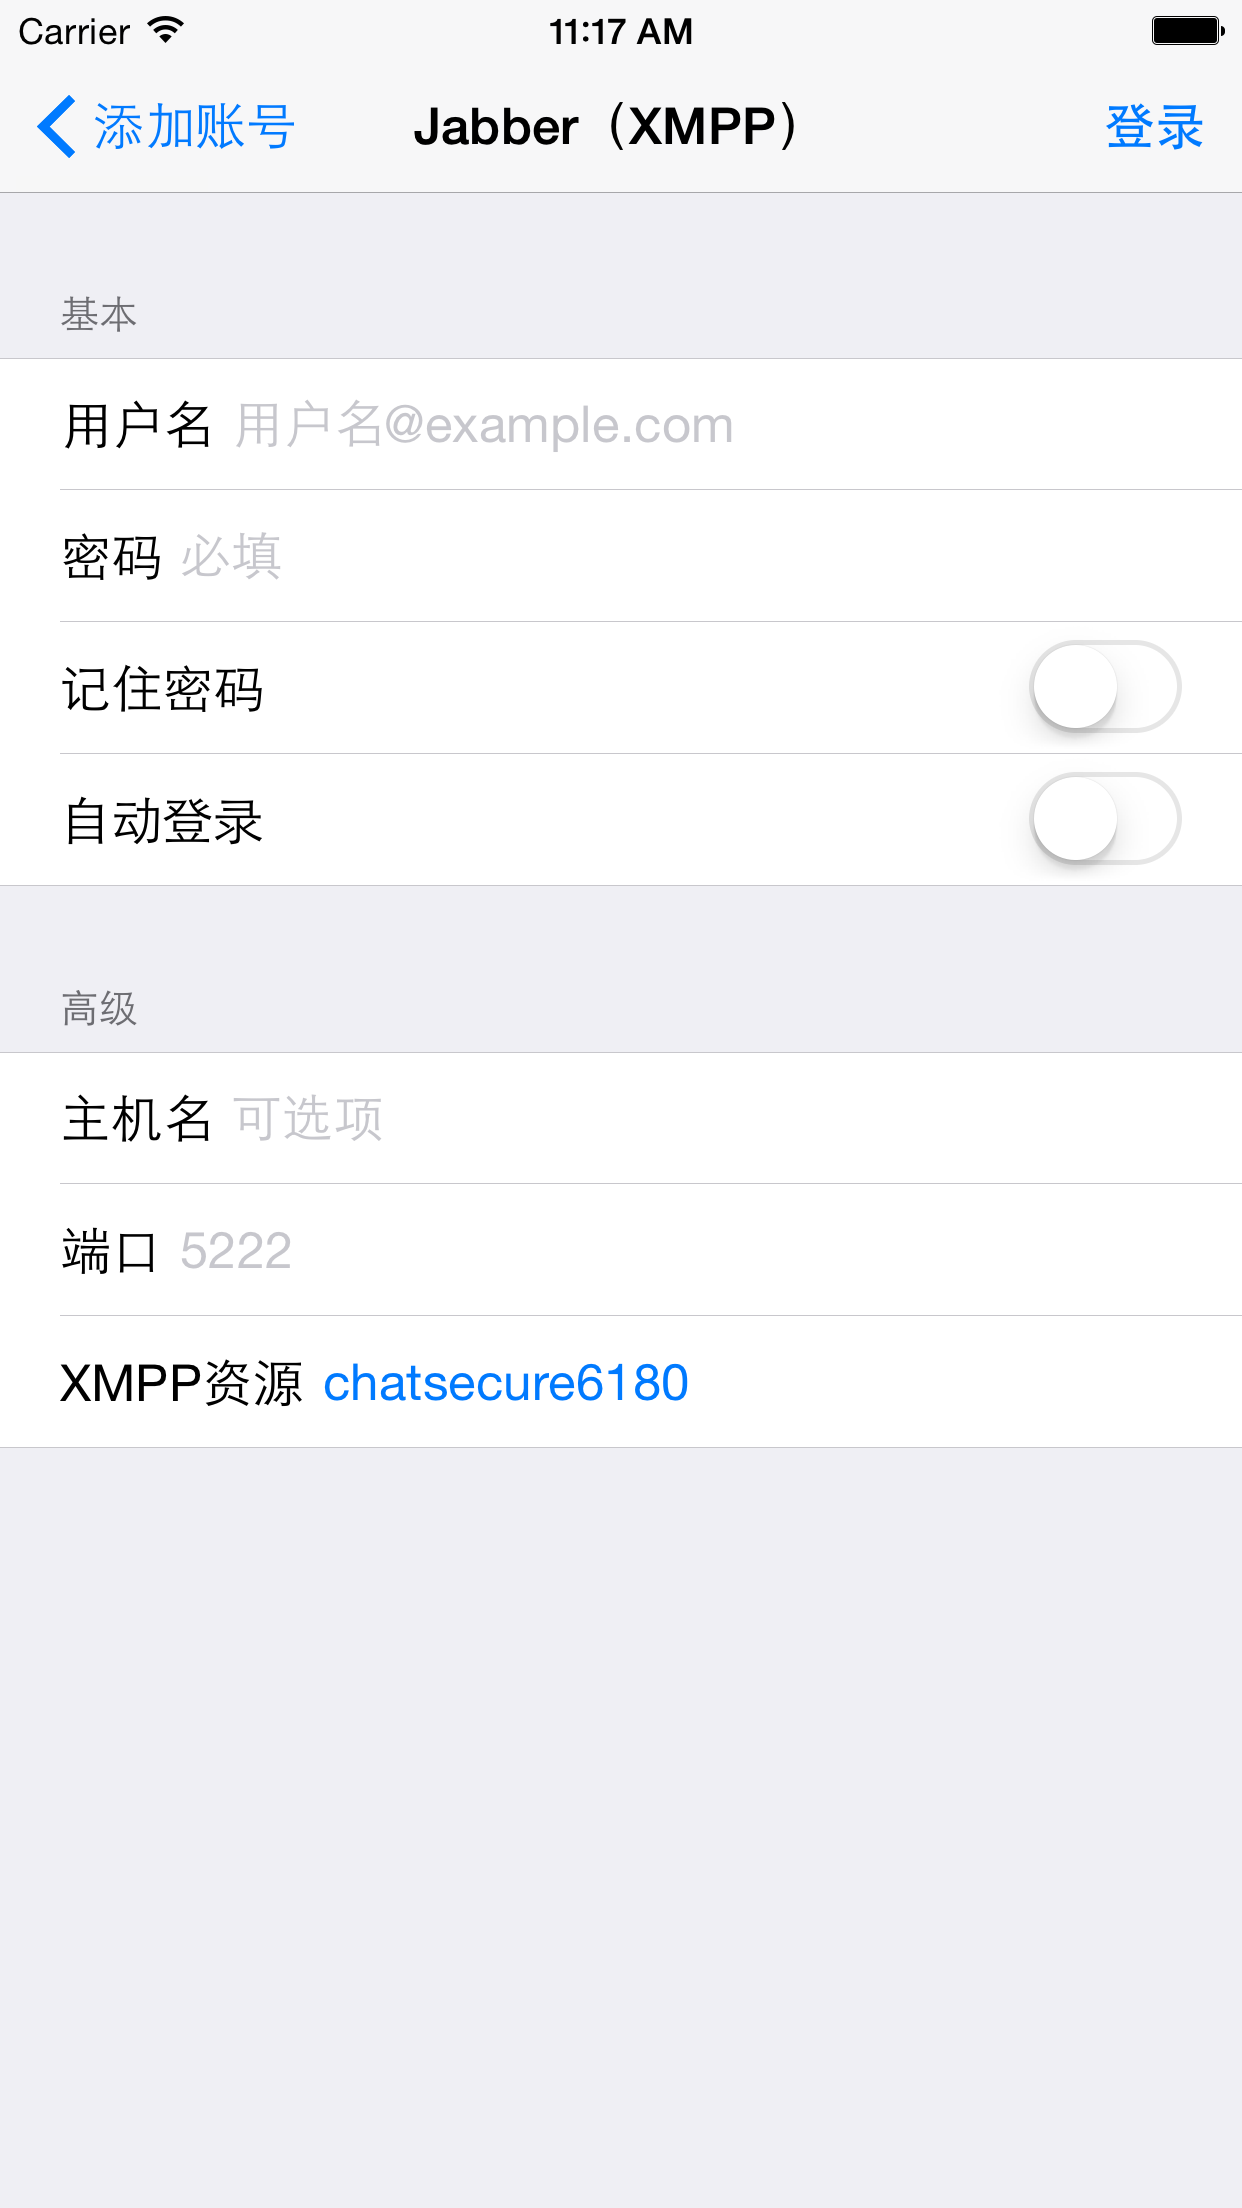 Carrier 11:17 AM
添加账号 Jabber（XMPP） 登录
基本
用户名 用户名@example.com
密码 必填
记住密码
自动登录
高级
主机名 可选项
端口 5222
XMPP资源 chatsecure6180